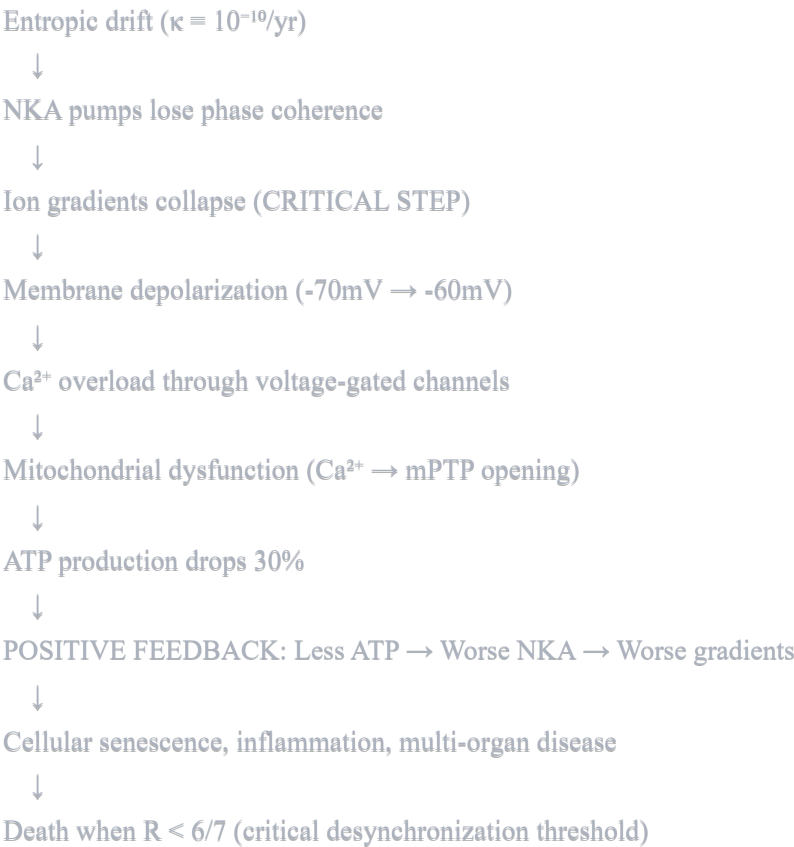 Entropic drift (κ = 10⁻¹⁰/yr)
↓
NKA pumps lose phase coherence
↓
Ion gradients collapse (CRITICAL STEP)
↓
Membrane depolarization (-70mV → -60mV)
↓
Ca²⁺ overload through voltage-gated channels
↓
Mitochondrial dysfunction (Ca²⁺ → mPTP opening)
↓
ATP production drops 30%
↓
POSITIVE FEEDBACK: Less ATP → Worse NKA → Worse gradients
↓
Cellular senescence, inflammation, multi-organ disease
↓
Death when R < 6/7 (critical desynchronization threshold)